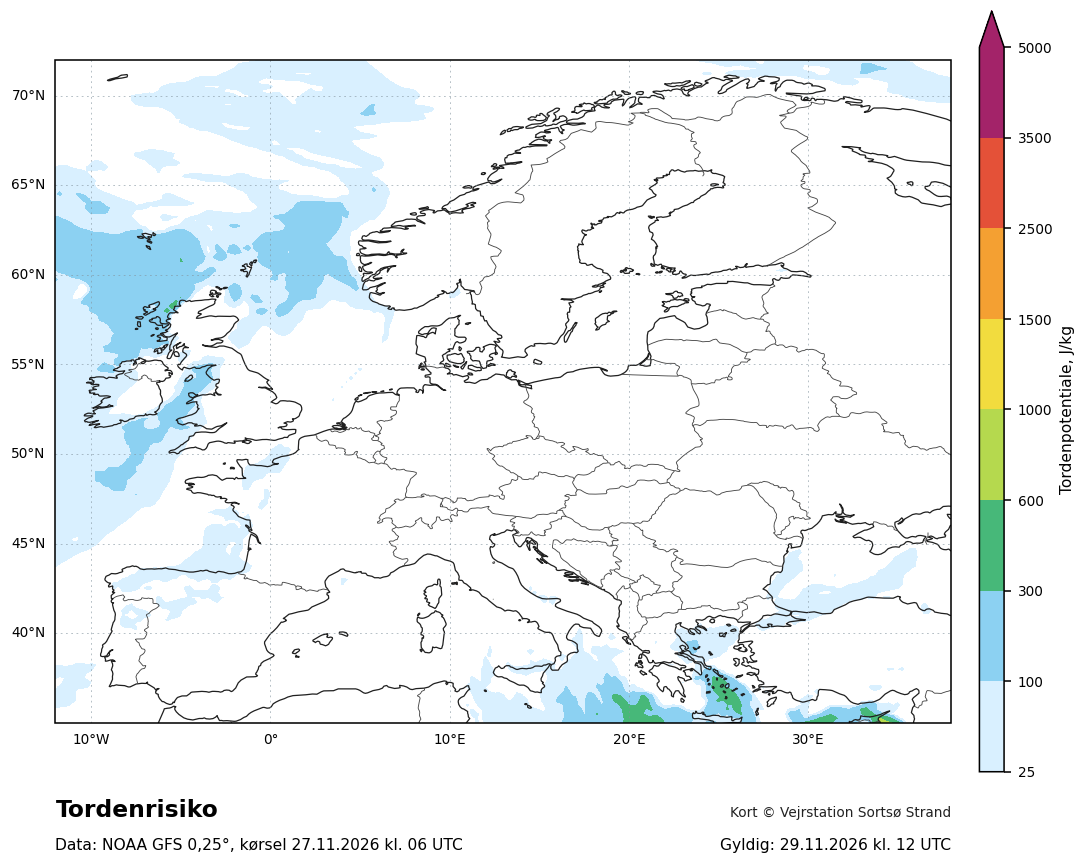 5000
3500
2500
1500
1000
600
300
100
25
Tordenpotentiale, J/kg
70°N
65°N
60°N
55°N
50°N
45°N
40°N
10°W
0°
10°E
20°E
30°E
Tordenrisiko
Kort © Vejrstation Sortsø Strand
Data: NOAA GFS 0,25°, kørsel 27.11.2026 kl. 06 UTC
Gyldig: 29.11.2026 kl. 12 UTC